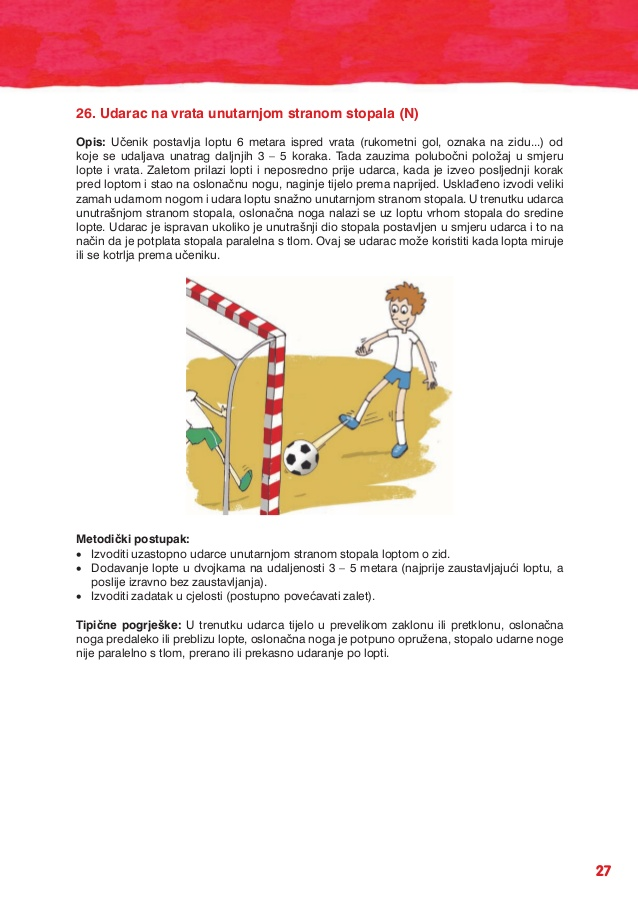 26. Udarac na vrata unutarnjom stranom stopala (N)
Opis: Učenik postavlja loptu 6 metara ispred vrata (rukometni gol, oznaka na zidu...) od
koje se udaljava unatrag daljnjih 3 – 5 koraka. Tada zauzima polubočni položaj u smjeru
lopte i vrata. Zaletom prilazi lopti i neposredno prije udarca, kada je izveo posljednji korak
pred loptom i stao na oslonačnu nogu, naginje tijelo prema naprijed. Usklađeno izvodi veliki
zamah udarnom nogom i udara loptu snažno unutarnjom stranom stopala. U trenutku udarca
unutrašnjom stranom stopala, oslonačna noga nalazi se uz loptu vrhom stopala do sredine
lopte. Udarac je ispravan ukoliko je unutrašnji dio stopala postavljen u smjeru udarca i to na
način da je potplata stopala paralelna s tlom. Ovaj se udarac može koristiti kada lopta miruje
ili se kotrlja prema učeniku.
Metodički postupak:
• Izvoditi uzastopno udarce unutarnjom stranom stopala loptom o zid.
• Dodavanje lopte u dvojkama na udaljenosti 3 – 5 metara (najprije zaustavljajući loptu, a
poslije izravno bez zaustavljanja).
• Izvoditi zadatak u cjelosti (postupno povećavati zalet).
Tipične pogrješke: U trenutku udarca tijelo u prevelikom zaklonu ili pretklonu, oslonačna
noga predaleko ili preblizu lopte, oslonačna noga je potpuno opružena, stopalo udarne noge
nije paralelno s tlom, prerano ili prekasno udaranje po lopti.
27